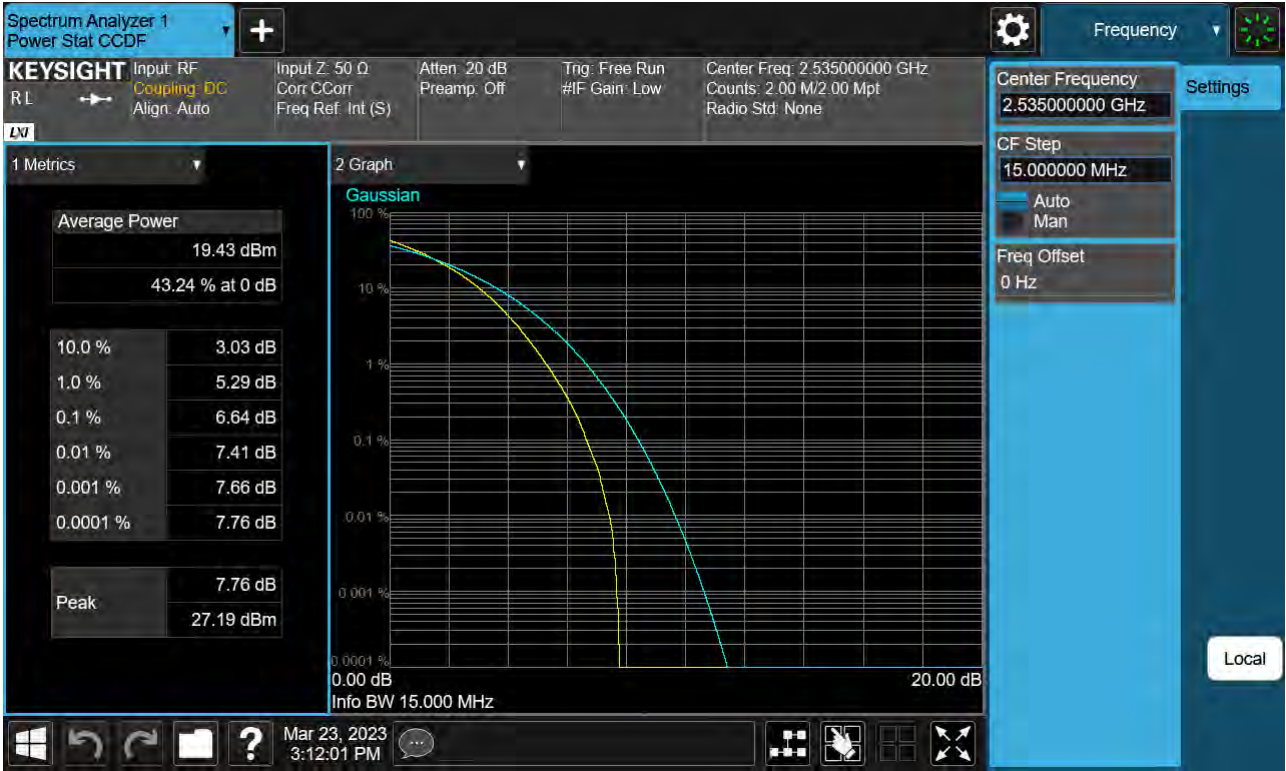 Spectrum Analyzer 1
Power Stat CCDF
+
Frequency
KEYSIGHT
R L
LXI
Input: RF
Coupling: DC
Align: Auto
Input Z: 50 Ω
Corr CCorr
Freq Ref: Int (S)
Atten: 20 dB
Preamp: Off
Trig: Free Run
#IF Gain: Low
Center Freq: 2.535000000 GHz
Counts: 2.00 M/2.00 Mpt
Radio Std: None
Center Frequency
2.535000000 GHz
Settings
CF Step
15.000000 MHz
Auto
Man
Freq Offset
0 Hz
1 Metrics
Average Power
19.43 dBm
43.24 % at 0 dB
10.0 % 3.03 dB
1.0 % 5.29 dB
0.1 % 6.64 dB
0.01 % 7.41 dB
0.001 % 7.66 dB
0.0001 % 7.76 dB
Peak
7.76 dB
27.19 dBm
2 Graph
Gaussian
100 %
10 %
1 %
0.1 %
0.01 %
0.001 %
0.0001 %
0.00 dB 20.00 dB
Info BW 15.000 MHz
Local
?
Mar 23, 2023
3:12:01 PM